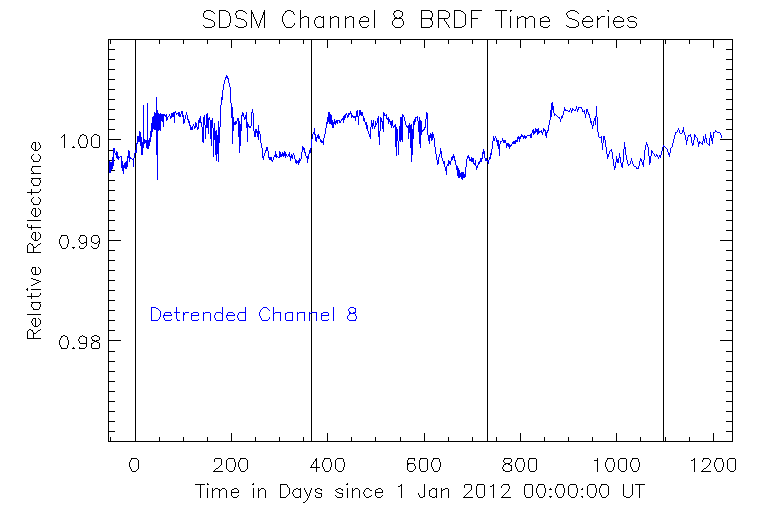 SDSM Channel 8 BRDF Time Series
1.00
0.99
0.98
Relative Reflectance
Detrended Channel 8
0 200 400 600 800 1000 1200
Time in Days since 1 Jan 2012 00:00:00 UT